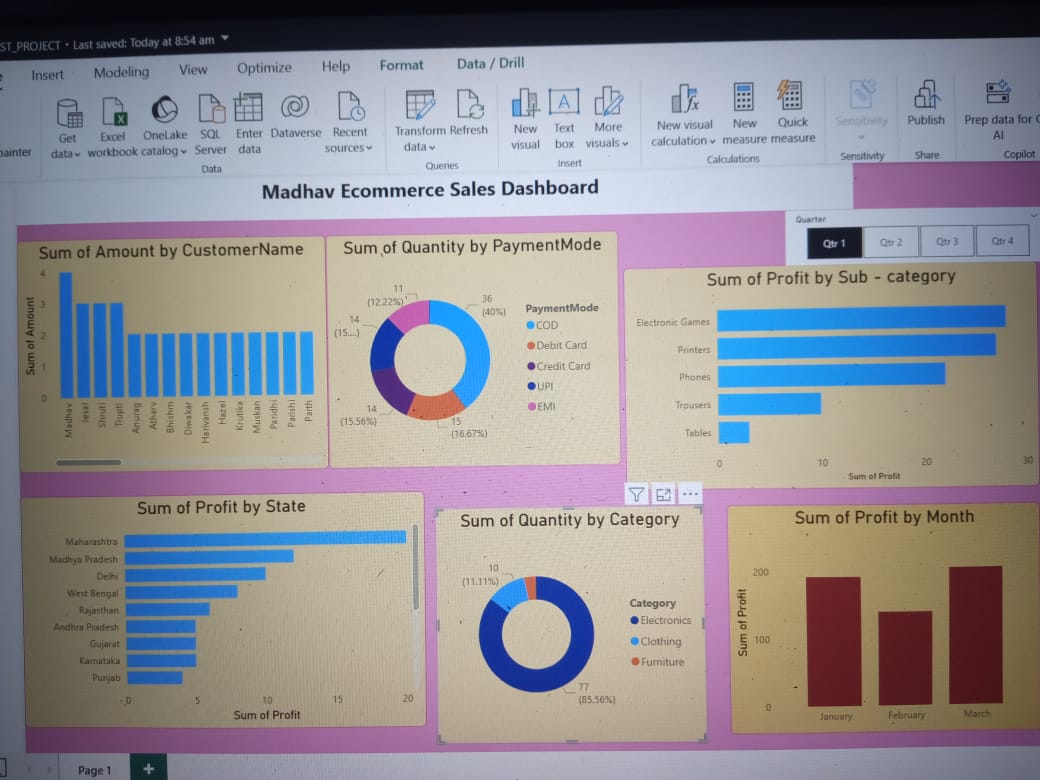 ST_PROJECT • Last saved: Today at 8:54 am
Insert Modeling View Optimize Help Format Data / Drill
painter
Get data
Excel workbook
OneLake catalog
SQL Server
Enter data
Dataverse
Recent sources
Data
Transform data
Refresh
Queries
New visual
Text box
More visuals
Insert
New visual calculation
New measure
Quick measure
Calculations
Sensitivity
Sensitivity
Publish
Share
Prep data for
AI
Copilot
Madhav Ecommerce Sales Dashboard
Quarter
Qtr 1 Qtr 2 Qtr 3 Qtr 4
Sum of Amount by CustomerName
Sum of Amount
4
3
2
1
0
Madhav
Jesal
Shruti
Trupti
Anurag
Atharv
Bhishm
Diwakar
Harivansh
Hazel
Krutika
Muskan
Paridhi
Parishi
Parth
Sum of Quantity by PaymentMode
11
(12.22%)
36
(40%)
14
(15....)
14
(15.56%)
15
(16.67%)
PaymentMode
COD
Debit Card
Credit Card
UPI
EMI
Sum of Profit by Sub - category
Electronic Games
Printers
Phones
Trousers
Tables
0 10 20 30
Sum of Profit
Sum of Profit by State
Maharashtra
Madhya Pradesh
Delhi
West Bengal
Rajasthan
Andhra Pradesh
Gujarat
Karnataka
Punjab
0 5 10 15 20
Sum of Profit
Sum of Quantity by Category
10
(11.11%)
77
(85.56%)
Category
Electronics
Clothing
Furniture
Sum of Profit by Month
Sum of Profit
200
100
0
January February March
Page 1